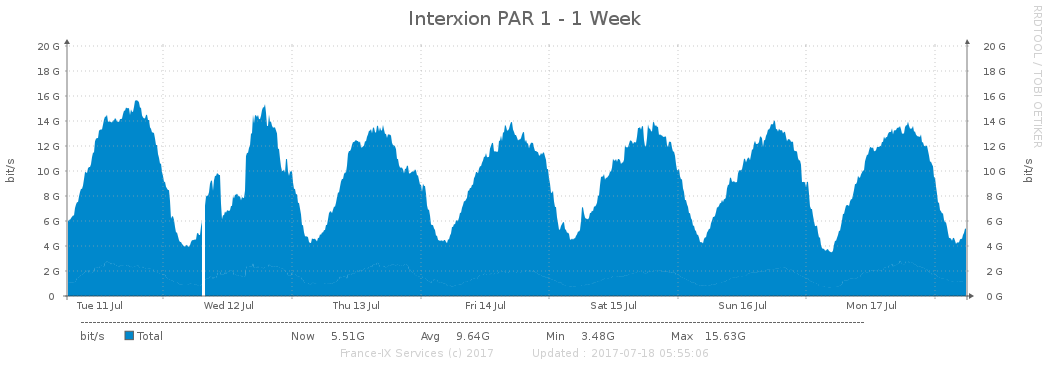 Interxion PAR 1 - 1 Week
RRDTOOL / TOBI OETIKER
bit/s
bit/s
20 G 20 G
18 G 18 G
16 G 16 G
14 G 14 G
12 G 12 G
10 G 10 G
8 G 8 G
6 G 6 G
4 G 4 G
2 G 2 G
0 0 G
Tue 11 Jul Wed 12 Jul Thu 13 Jul Fri 14 Jul Sat 15 Jul Sun 16 Jul Mon 17 Jul
bit/s Total Now 5.51G Avg 9.64G Min 3.48G Max 15.63G
France-IX Services (c) 2017 Updated : 2017-07-18 05:55:06